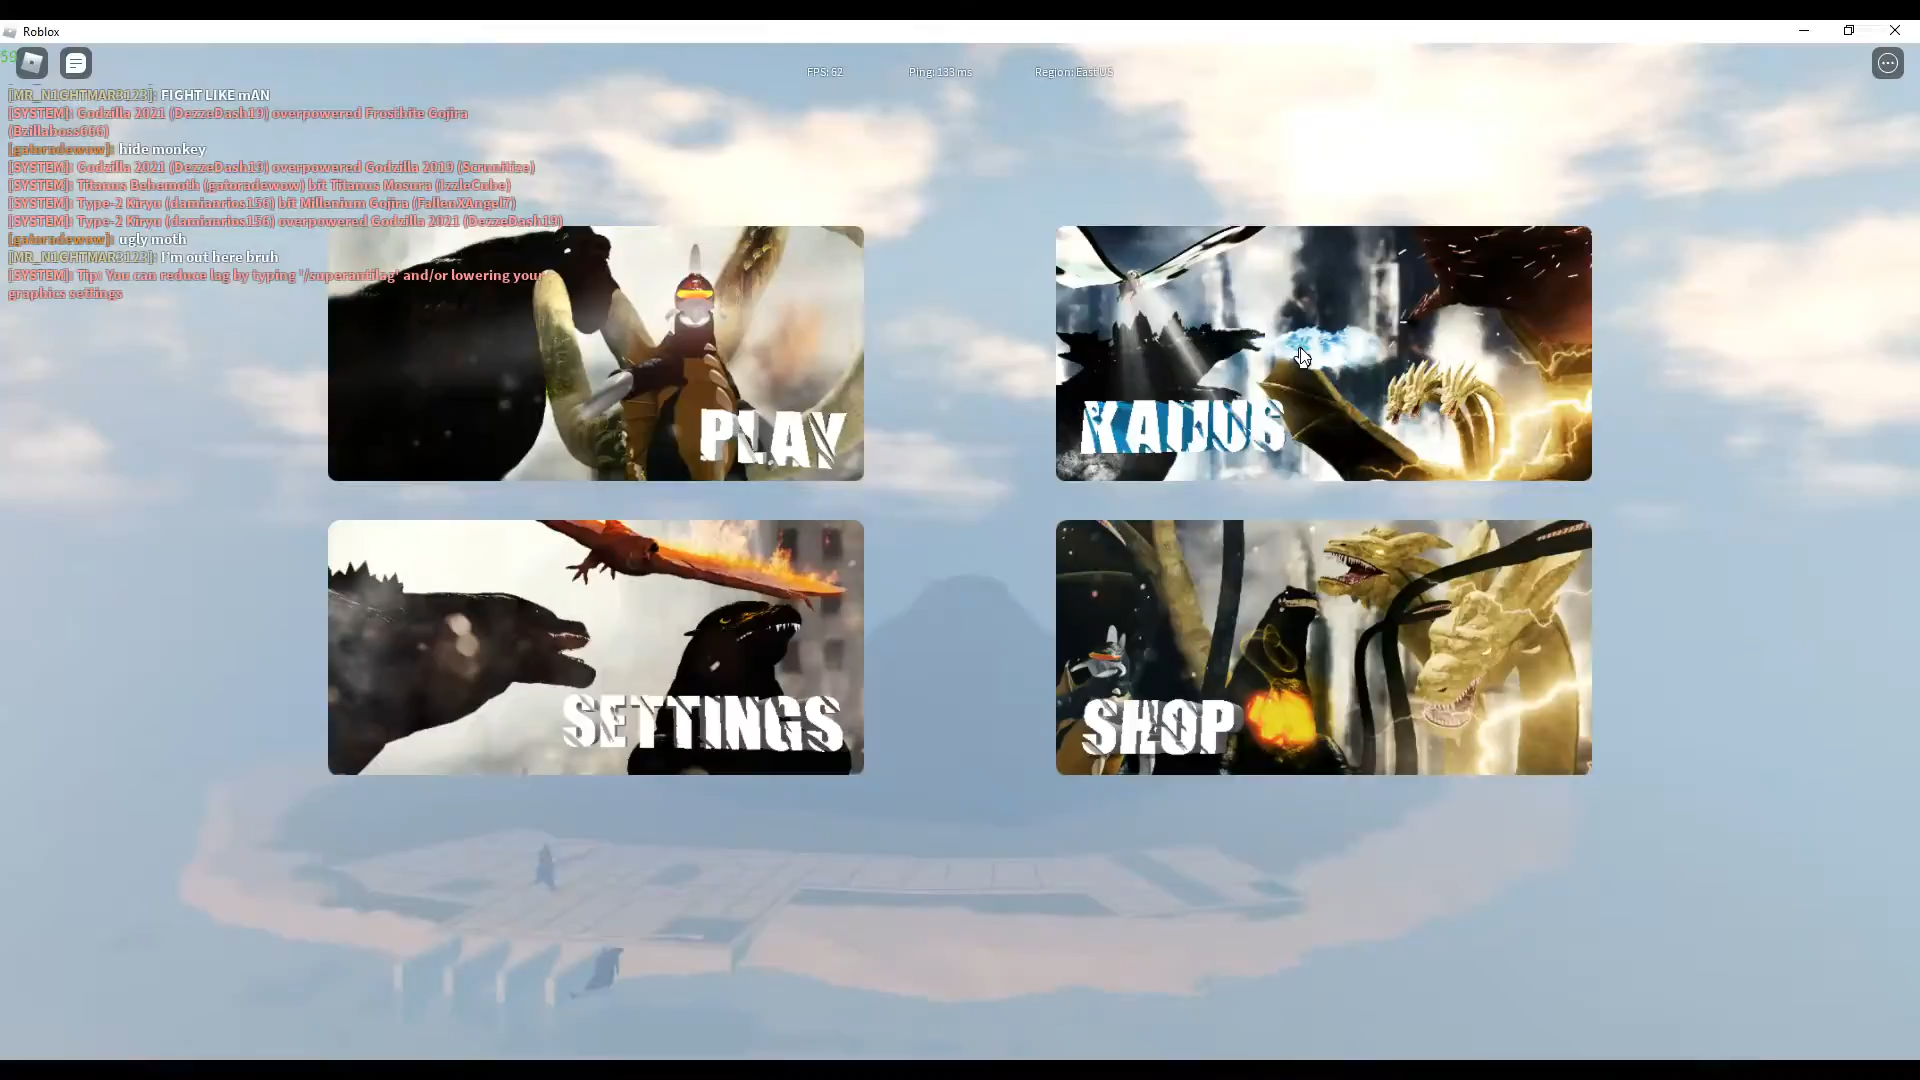 Roblox
59
FPS: 62
Ping: 133 ms
Region: East US
[MR_N1GHTMAR3123]: FIGHT LIKE mAN
[SYSTEM]: Godzilla 2021 (DezzeDash19) overpowered Frostbite Gojira
(Bzillaboss666)
[gatoradewow]: hide monkey
[SYSTEM]: Godzilla 2021 (DezzeDash19) overpowered Godzilla 2019 (Scrunitize)
[SYSTEM]: Titanus Behemoth (gatoradewow) bit Titanus Mosura (IzzleCube)
[SYSTEM]: Type-2 Kiryu (damianrios156) bit Millenium Gojira (FallenXAngel7)
[SYSTEM]: Type-2 Kiryu (damianrios156) overpowered Godzilla 2021 (DezzeDash19)
[gatoradewow]: ugly moth
[MR_N1GHTMAR3123]: I'm out here bruh
[SYSTEM]: Tip: You can reduce lag by typing '/superantilag' and/or lowering your
graphics settings
PLAY
KAIJUS
SETTINGS
SHOP